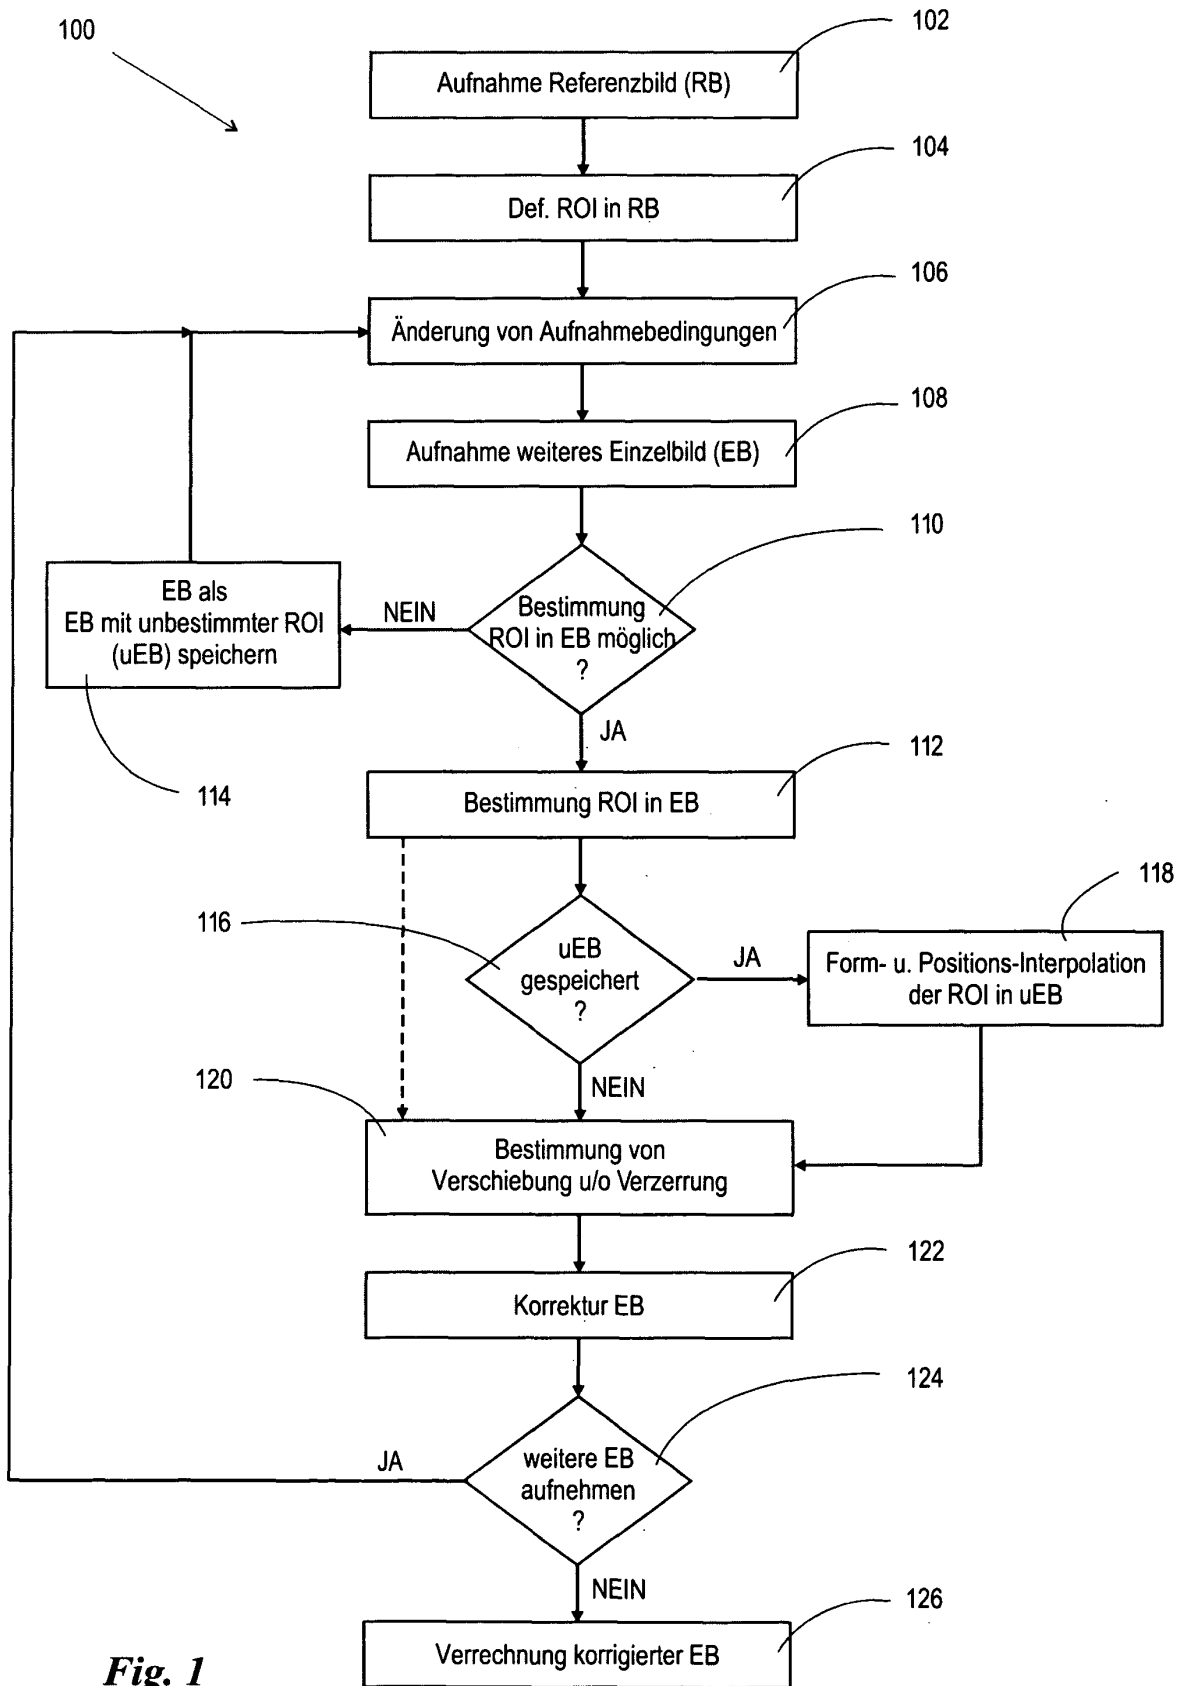 100
102
Aufnahme Referenzbild (RB)
104
Def. ROI in RB
106
Änderung von Aufnahmebedingungen
108
Aufnahme weiteres Einzelbild (EB)
110
Bestimmung
ROI in EB möglich
?
NEIN
EB als
EB mit unbestimmter ROI
(uEB) speichern
114
JA
112
Bestimmung ROI in EB
116
uEB
gespeichert
?
JA
118
Form- u. Positions-Interpolation
der ROI in uEB
NEIN
120
Bestimmung von
Verschiebung u/o Verzerrung
122
Korrektur EB
124
weitere EB
aufnehmen
?
JA
NEIN
126
Verrechnung korrigierter EB
Fig. 1